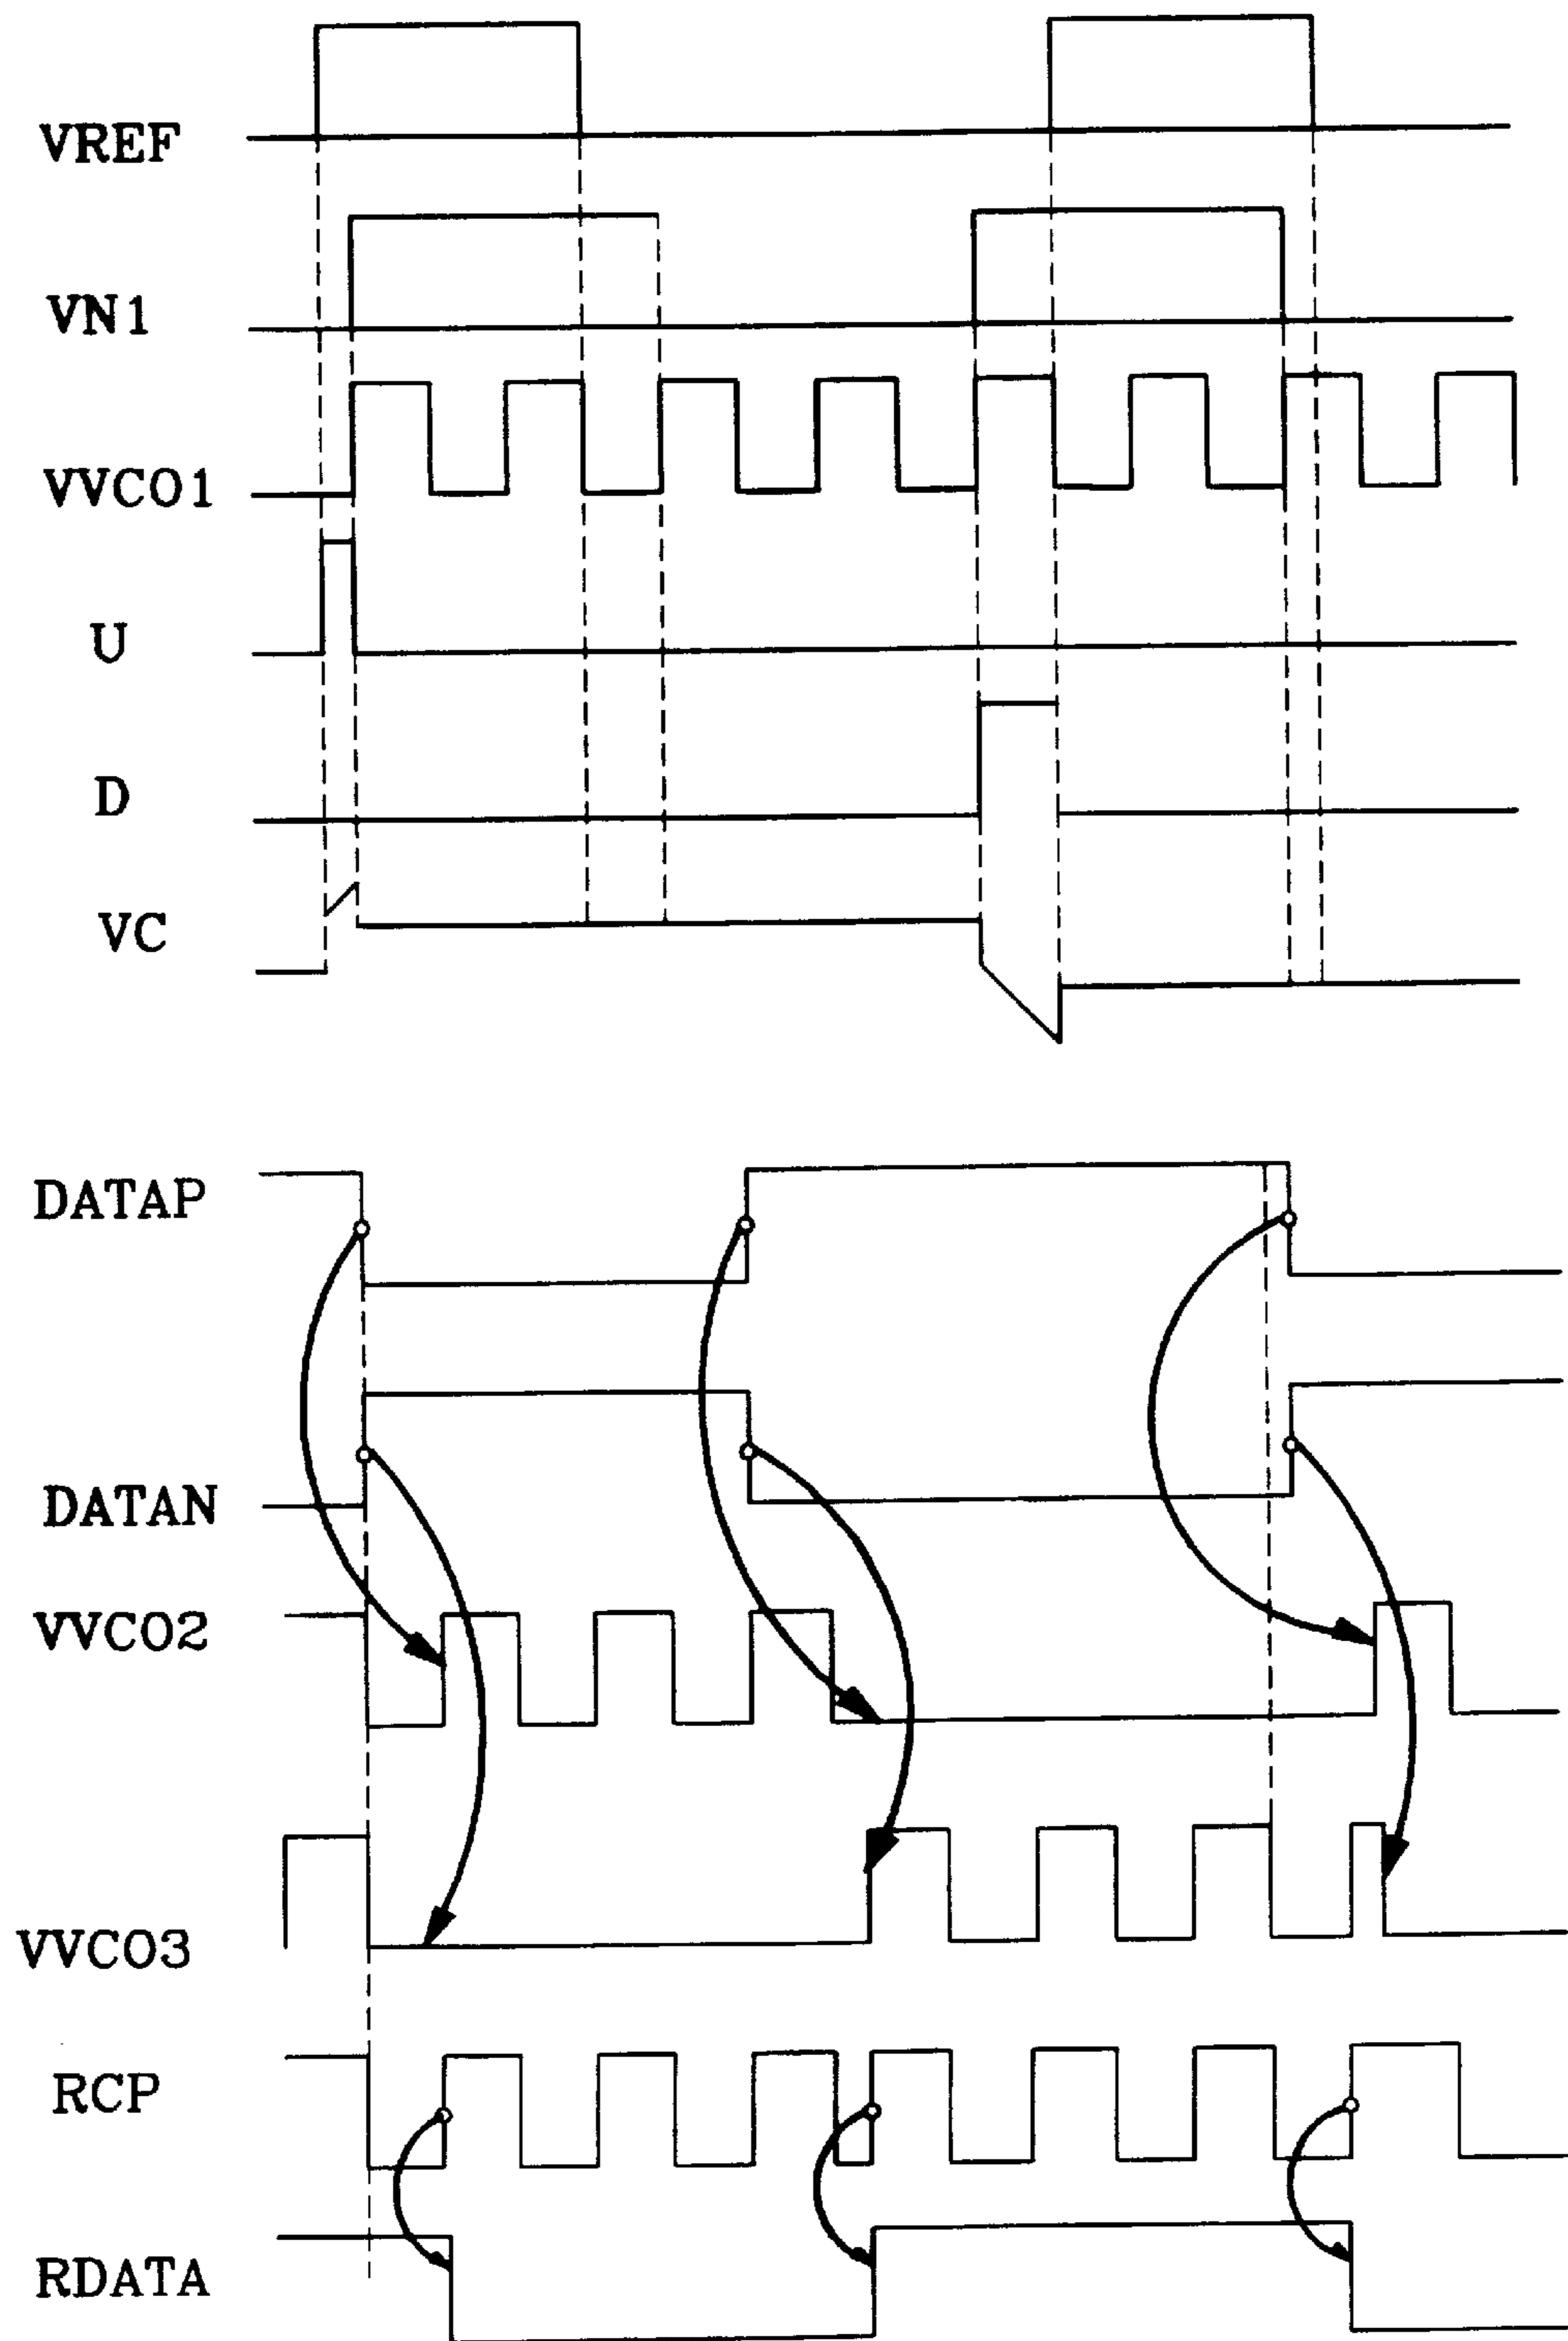 VREF
VN1
VVCO1
U
D
VC
DATAP
DATAN
VVCO2
VVCO3
RCP
RDATA